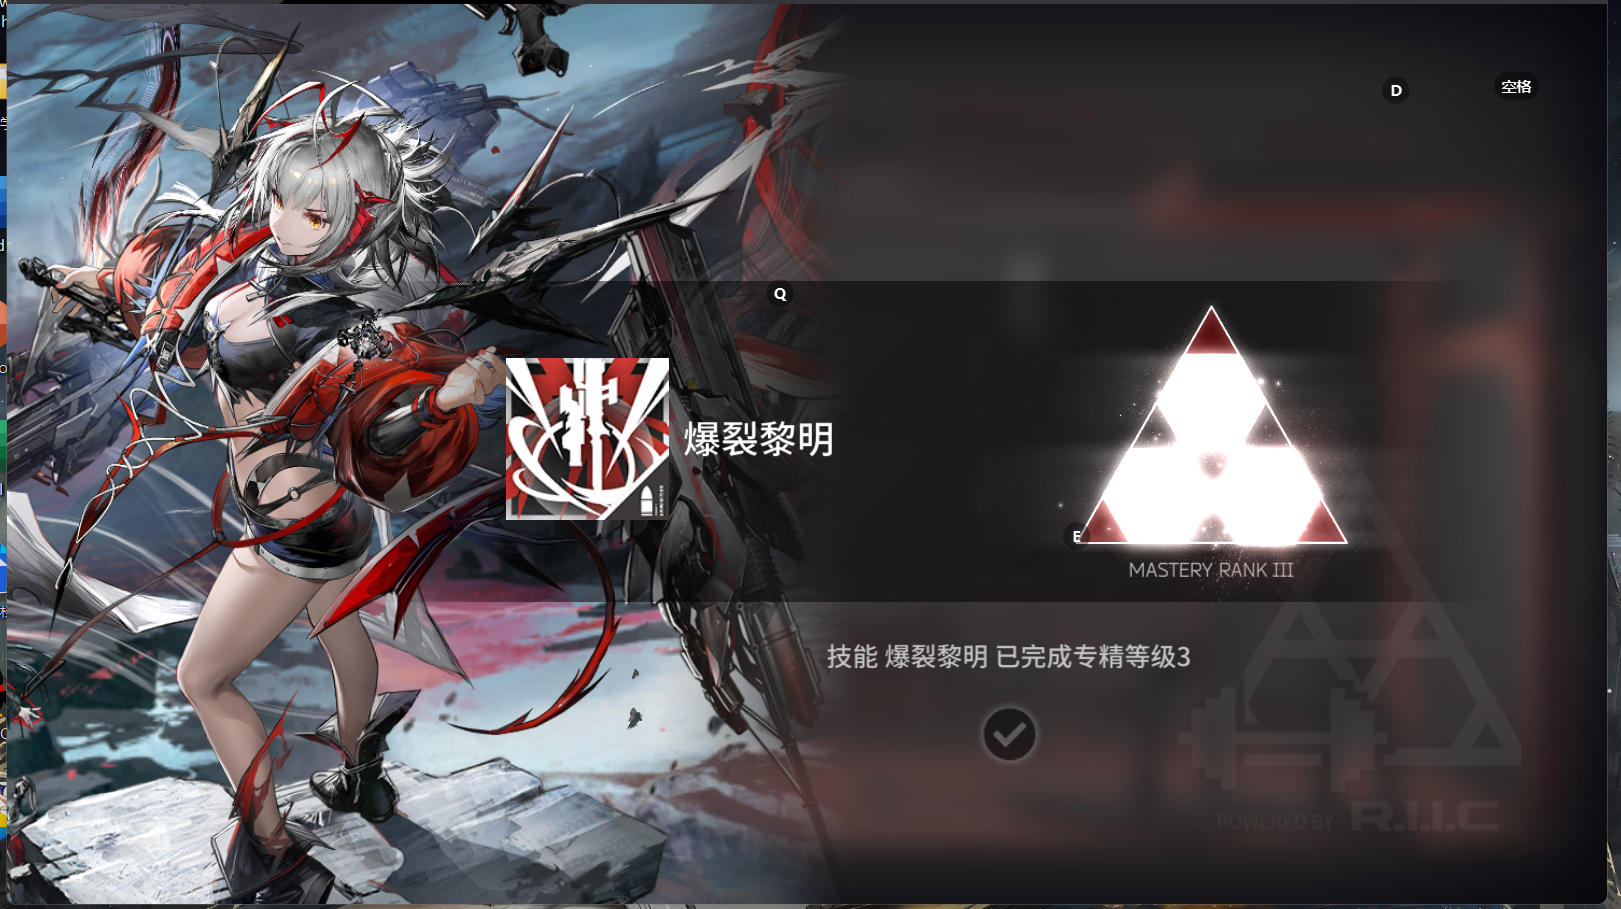 D
空格
Q
爆裂黎明
E
MASTERY RANK III
技能 爆裂黎明 已完成专精等级3
POWERED BY R.I.I.C